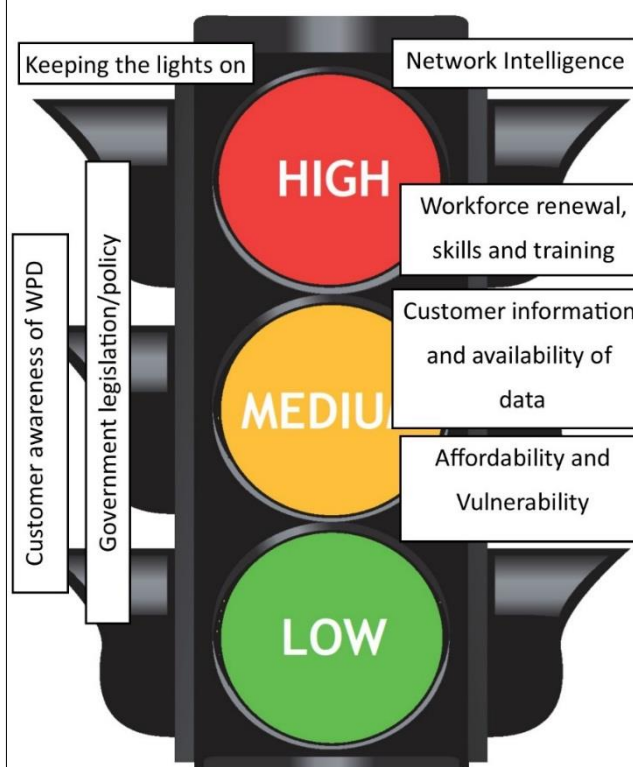 Keeping the lights on
Network Intelligence
HIGH
Workforce renewal,
skills and training
Customer awareness of WPD
Government legislation/policy
Customer information
and availability of
data
MEDIU
Affordability and
Vulnerability
LOW